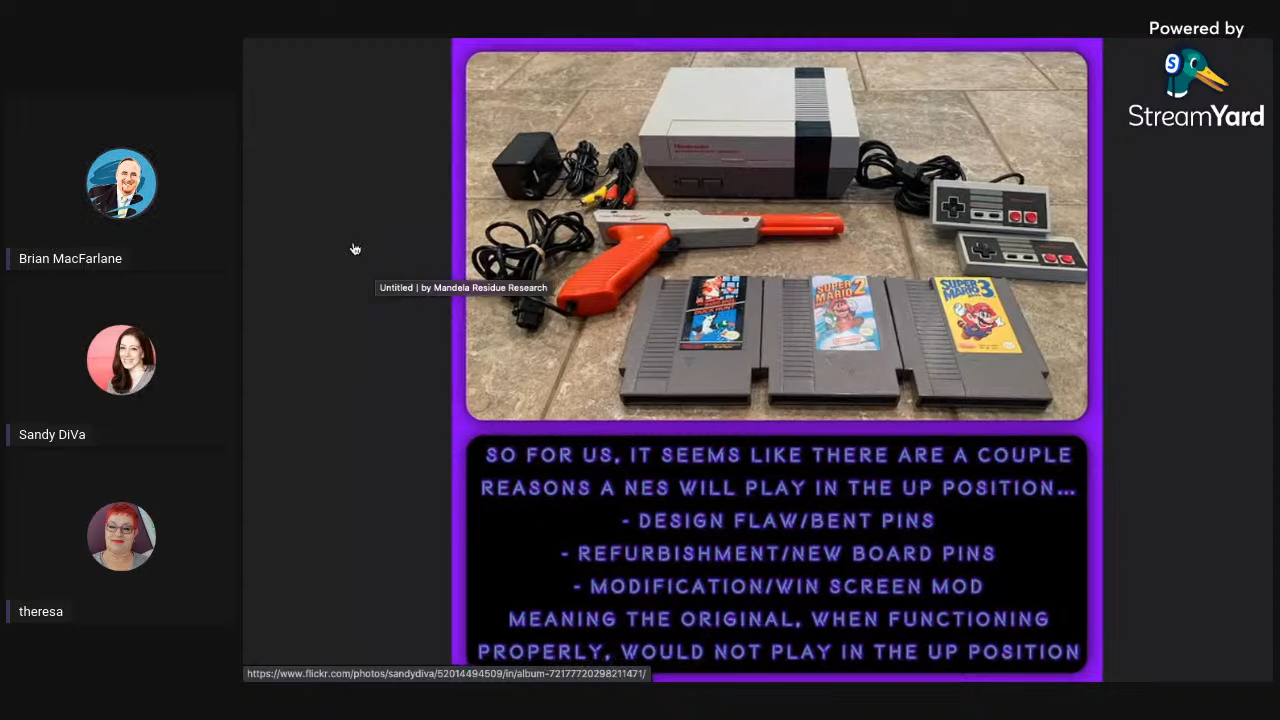 Powered by
StreamYard
Brian MacFarlane
Sandy DiVa
theresa
Untitled | by Mandela Residue Research
Nintendo
SUPER MARIO 2
SUPER MARIO 3
DUCK HUNT
SO FOR US, IT SEEMS LIKE THERE ARE A COUPLE
REASONS A NES WILL PLAY IN THE UP POSITION...
- DESIGN FLAW/BENT PINS
- REFURBISHMENT/NEW BOARD PINS
- MODIFICATION/WIN SCREEN MOD
MEANING THE ORIGINAL, WHEN FUNCTIONING
PROPERLY, WOULD NOT PLAY IN THE UP POSITION
https://www.flickr.com/photos/sandydiva/52014494509/in/album-72177720298211471/